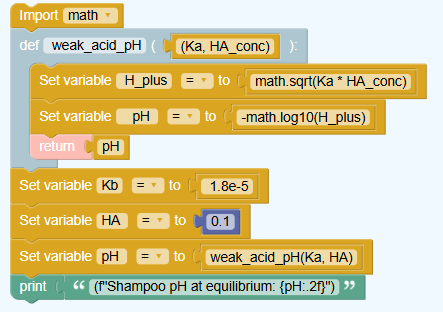 Import math
def weak_acid_pH ( (Ka, HA_conc) ):
Set variable H_plus = to math.sqrt(Ka * HA_conc)
Set variable pH = to -math.log10(H_plus)
return pH
Set variable Kb = to 1.8e-5
Set variable HA = to 0.1
Set variable pH = to weak_acid_pH(Ka, HA)
print “ (f"Shampoo pH at equilibrium: {pH:.2f}") ”